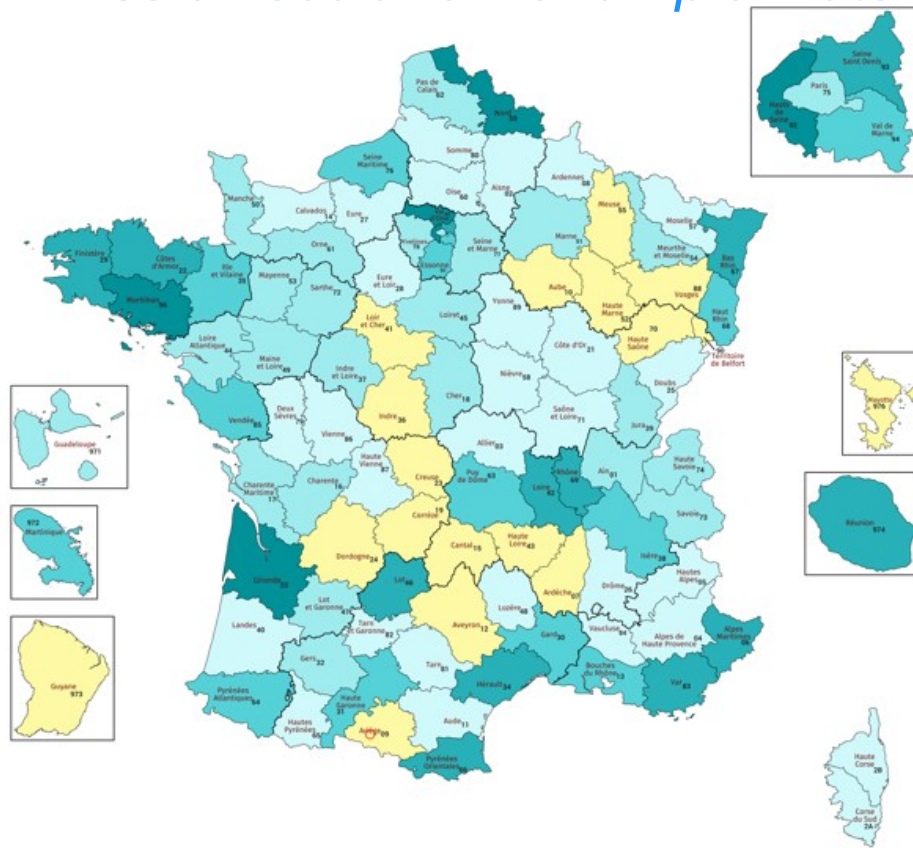 Pas de
Calais 62
Nord 59
Somme 80
Seine
Maritime 76
Oise 60
Aisne 02
Ardennes 08
Manche 50
Calvados 14
Eure 27
Orne 61
Meuse 55
Moselle 57
Marne 51
Meurthe
et Moselle 54
Bas
Rhin 67
Yvelines 78
Essonne 91
Seine
et Marne 77
Finistère 29
Côtes
d'Armor 22
Ille
et Vilaine 35
Morbihan 56
Mayenne 53
Sarthe 72
Eure
et Loir 28
Aube 10
Haute
Marne 52
Vosges 88
Haut
Rhin 68
Loiret 45
Yonne 89
Loir
et Cher 41
70
Haute
Saône
90
Territoire
de Belfort
Loire
Atlantique 44
Maine
et Loire 49
Indre
et Loire 37
Cher 18
Nièvre 58
Côte d'Or 21
Doubs 25
Jura 39
Saône
et Loire 71
Vendée 85
Deux
Sèvres 79
Vienne 86
Indre 36
Allier 03
Haute
Vienne 87
Creuse 23
Puy
de Dôme 63
Loire 42
Rhône 69
Ain 01
Haute
Savoie 74
Charente
Maritime 17
Charente 16
19
Corrèze
Savoie 73
Isère 38
Dordogne 24
Cantal 15
Haute
Loire 43
Ardèche 07
Drôme 26
Hautes
Alpes 05
Gironde 33
Lot 46
Lot
et Garonne 47
Aveyron 12
Lozère 48
Landes 40
Tarn
et Garonne 82
Gard 30
Vaucluse 84
Alpes de
Haute Provence 04
Alpes
Maritimes 06
Gers 32
Tarn 81
Hérault 34
Bouches
du Rhône 13
Var 83
Pyrénées
Atlantiques 64
Haute
Garonne
31
Hautes
Pyrénées 65
Ariège 09
Aude 11
Pyrénées
Orientales 66
Haute
Corse 2B
Corse
du Sud 2A
Guadeloupe
971
972
Martinique
Guyane
973
Seine
Saint Denis 93
Paris
75
Hauts
de
Seine 92
Val de
Marne 94
Mayotte
976
Réunion
974